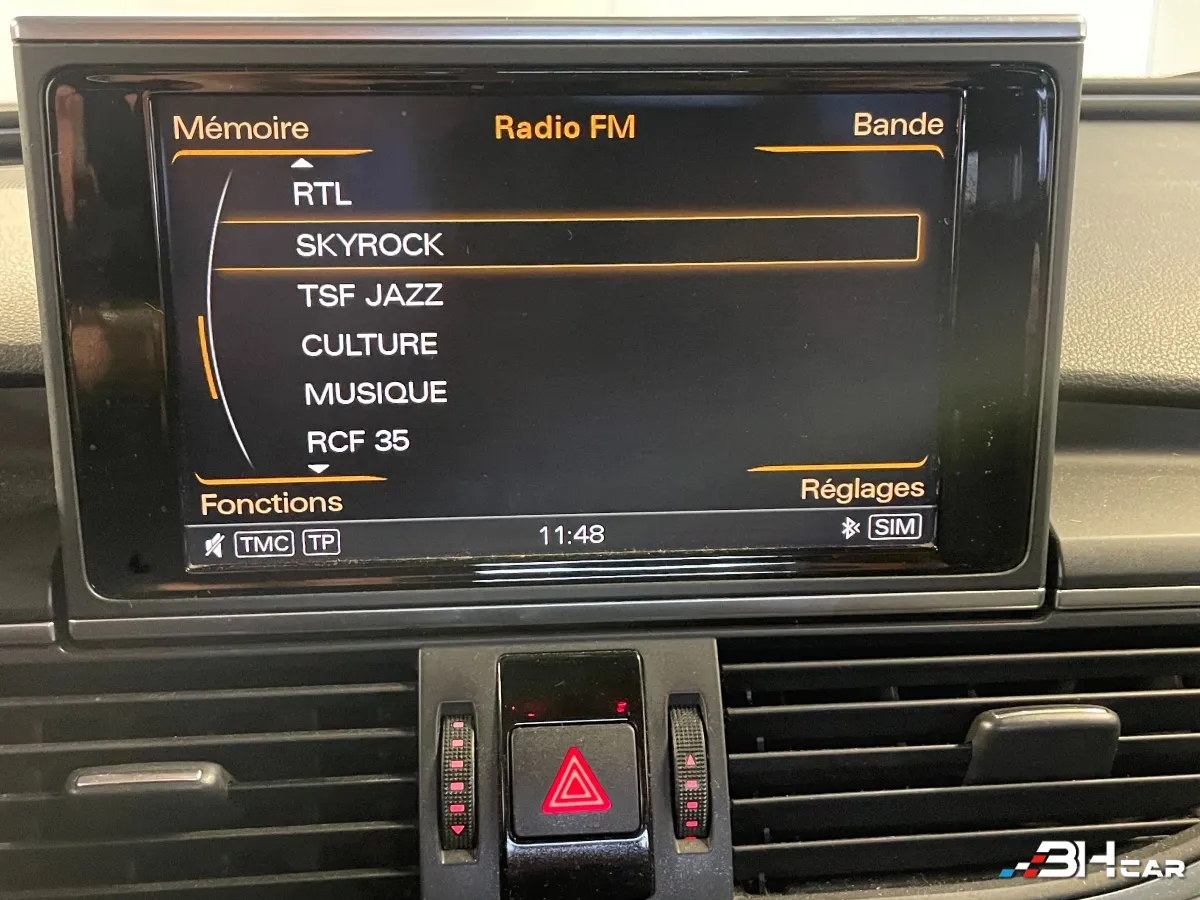 Mémoire Radio FM Bande
RTL
SKYROCK
TSF JAZZ
CULTURE
MUSIQUE
RCF 35
Fonctions Réglages
TMC TP 11:48 SIM
3HCAR